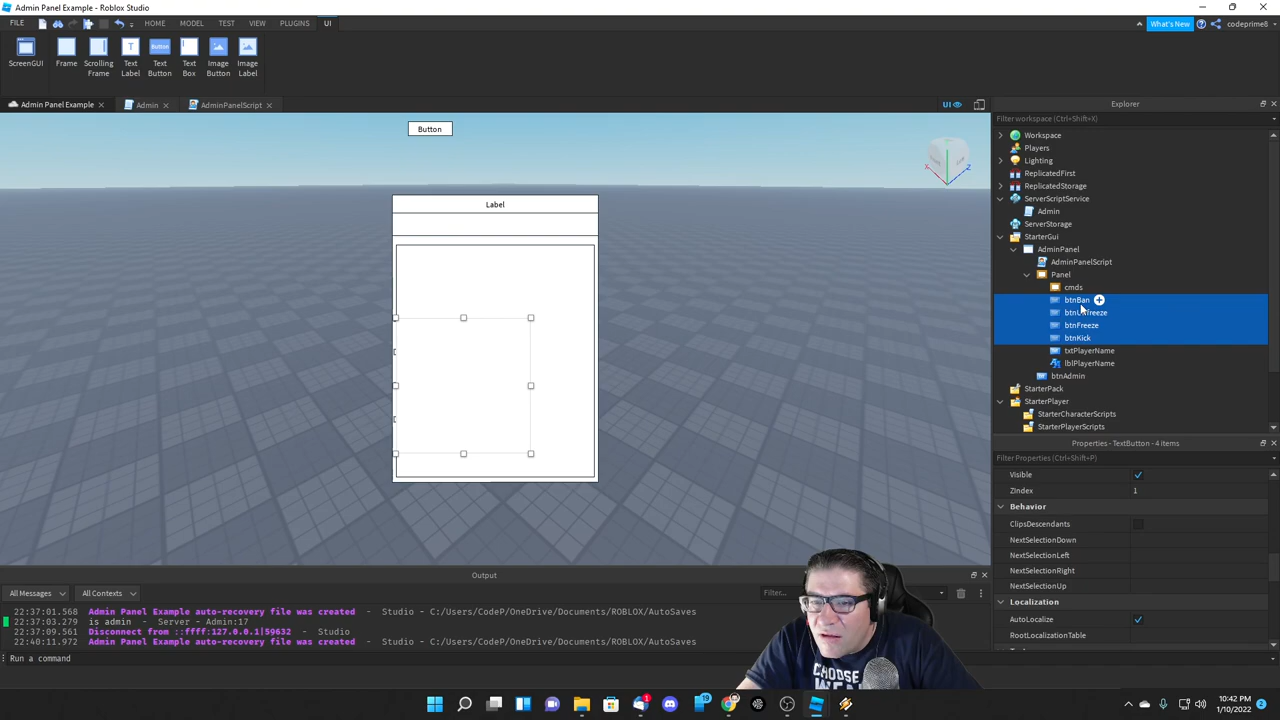 Admin Panel Example - Roblox Studio
FILE
HOME
MODEL
TEST
VIEW
PLUGINS
UI
What's New
codeprime8
ScreenGUI
Frame
Scrolling Frame
Text Label
Text Button
Text Box
Image Button
Image Label
Admin Panel Example
Admin
AdminPanelScript
UI
Explorer
Filter workspace (Ctrl+Shift+X)
Button
Label
Workspace
Players
Lighting
ReplicatedFirst
ReplicatedStorage
ServerScriptService
Admin
ServerStorage
StarterGui
AdminPanel
AdminPanelScript
Panel
cmds
btnBan
btnUnfreeze
btnFreeze
btnKick
txtPlayerName
lblPlayerName
btnAdmin
StarterPack
StarterPlayer
StarterCharacterScripts
StarterPlayerScripts
Properties - TextButton - 4 items
Filter Properties (Ctrl+Shift+P)
Visible
ZIndex 1
Behavior
ClipsDescendants
NextSelectionDown
NextSelectionLeft
NextSelectionRight
NextSelectionUp
Localization
AutoLocalize
RootLocalizationTable
Output
All Messages
All Contexts
Filter...
22:37:01.568 Admin Panel Example auto-recovery file was created - Studio - C:/Users/CodeP/OneDrive/Documents/ROBLOX/AutoSaves
22:37:03.279 is admin - Server - Admin:17
22:37:09.561 Disconnect from ::ffff:127.0.0.1|59632 - Studio
22:40:11.972 Admin Panel Example auto-recovery file was created - Studio - C:/Users/CodeP/OneDrive/Documents/ROBLOX/AutoSaves
Run a command
CHOOSE
10:42 PM
1/10/2022